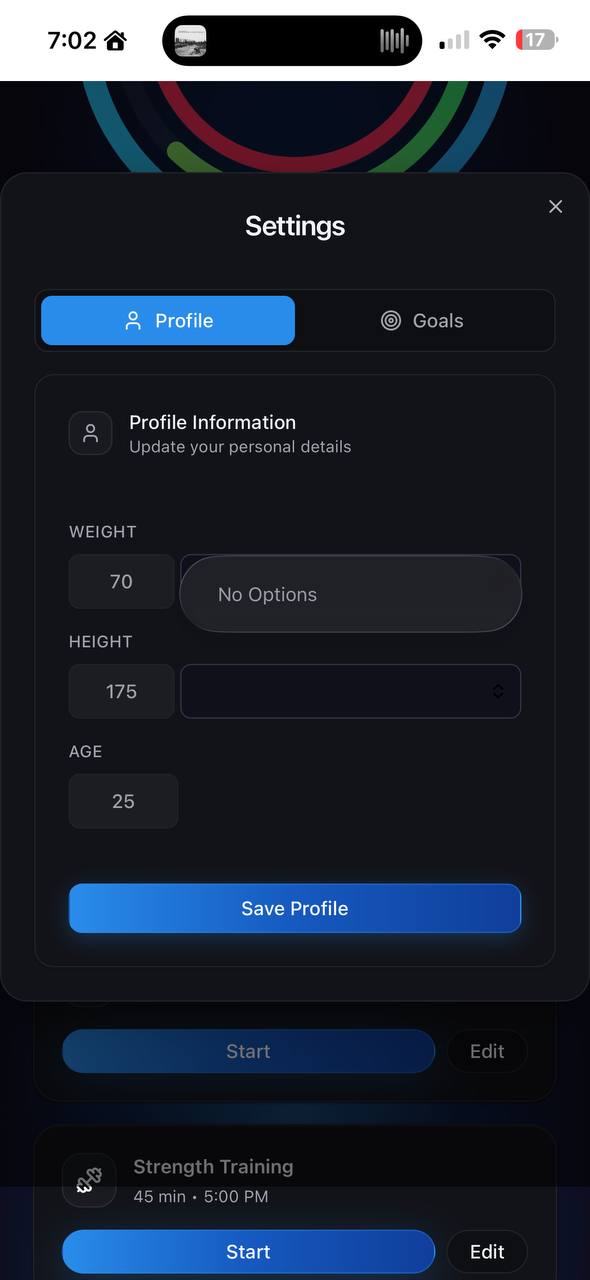 7:02
17
Settings
Profile
Goals
Profile Information
Update your personal details
WEIGHT
70
No Options
HEIGHT
175
AGE
25
Save Profile
Start
Edit
Strength Training
45 min • 5:00 PM
Start
Edit